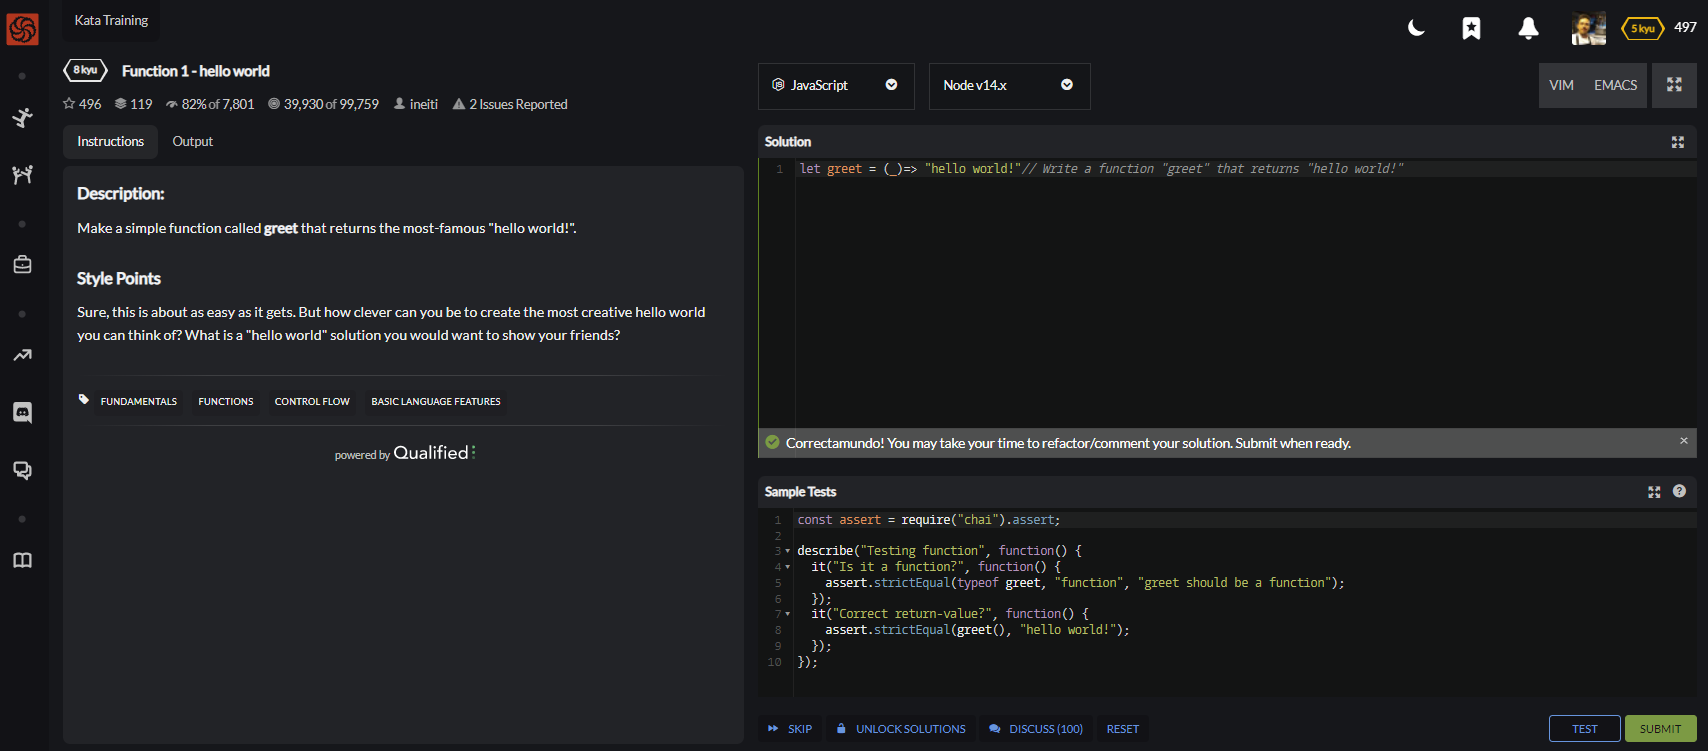 Kata Training
5 kyu
497
8 kyu
Function 1 - hello world
496
119
82% of 7,801
39,930 of 99,759
ineiti
2 Issues Reported
Instructions
Output
Description:
Make a simple function called greet that returns the most-famous "hello world!".
Style Points
Sure, this is about as easy as it gets. But how clever can you be to create the most creative hello world
you can think of? What is a "hello world" solution you would want to show your friends?
FUNDAMENTALS
FUNCTIONS
CONTROL FLOW
BASIC LANGUAGE FEATURES
powered by Qualified
JavaScript
Node v14.x
VIM
EMACS
Solution
1 let greet = (_)=> "hello world!"// Write a function "greet" that returns "hello world!"
Correctamundo! You may take your time to refactor/comment your solution. Submit when ready.
×
Sample Tests
?
1 const assert = require("chai").assert;
2
3 describe("Testing function", function() {
4 it("Is it a function?", function() {
5 assert.strictEqual(typeof greet, "function", "greet should be a function");
6 });
7 it("Correct return-value?", function() {
8 assert.strictEqual(greet(), "hello world!");
9 });
10 });
SKIP
UNLOCK SOLUTIONS
DISCUSS (100)
RESET
TEST
SUBMIT